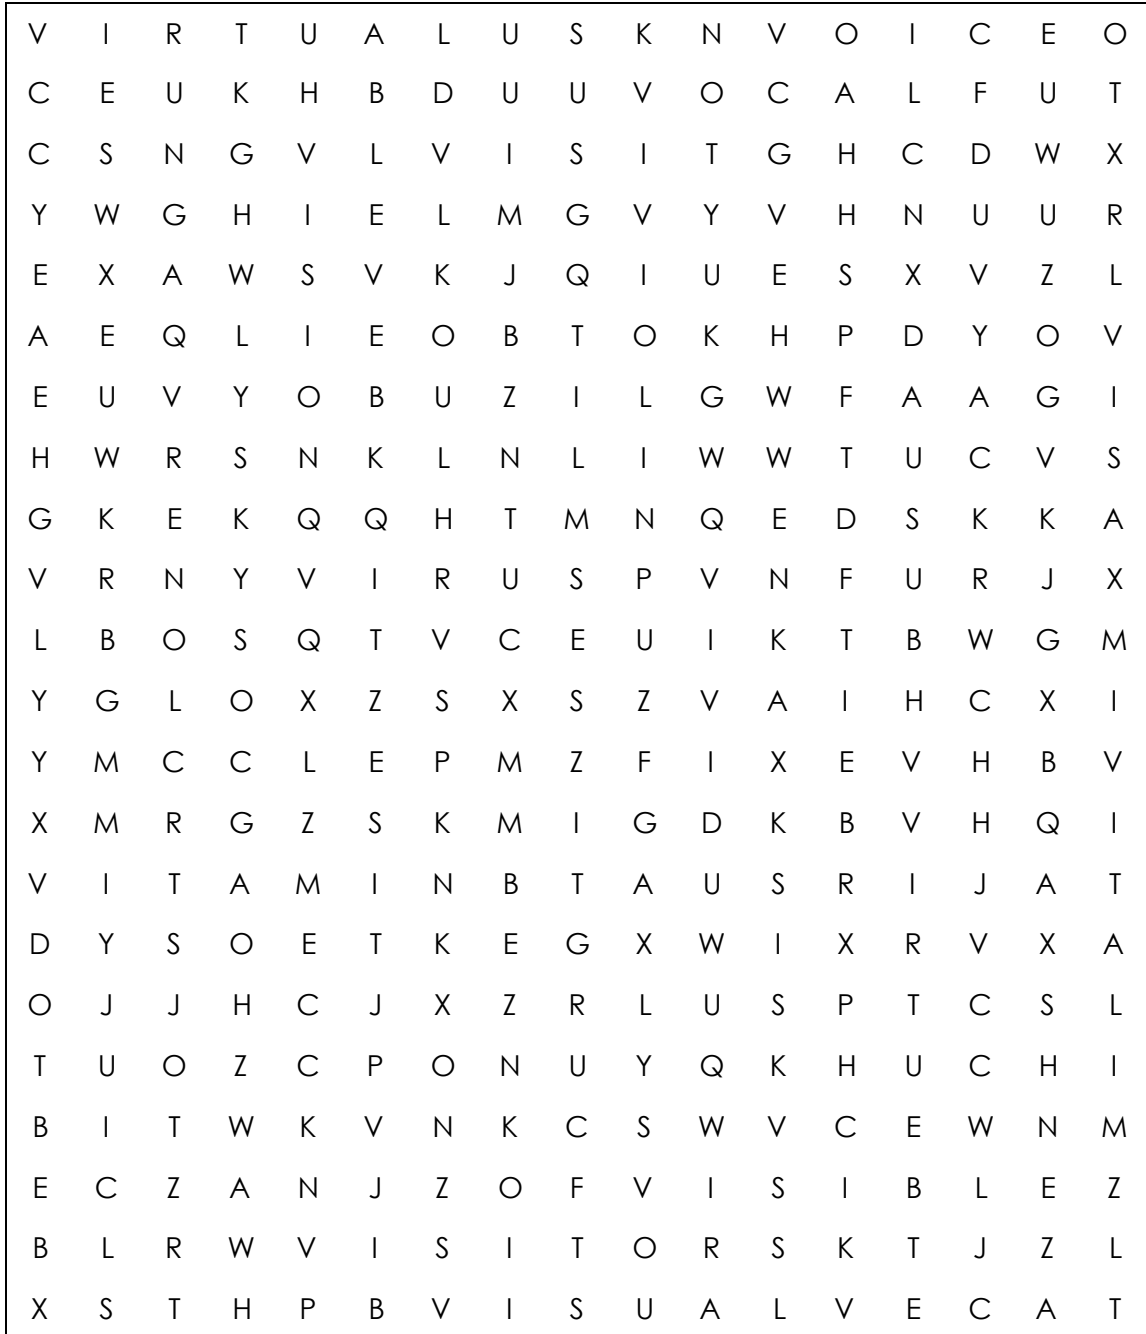 V I R T U A L U S K N V O I C E O
C E U K H B D U U V O C A L F U T
C S N G V L V I S I T G H C D W X
Y W G H I E L M G V Y V H N U U R
E X A W S V K J Q I U E S X V Z L
A E Q L I E O B T O K H P D Y O V
E U V Y O B U Z I L G W F A A G I
H W R S N K L N L I W W T U C V S
G K E K Q Q H T M N Q E D S K K A
V R N Y V I R U S P V N F U R J X
L B O S Q T V C E U I K T B W G M
Y G L O X Z S X S Z V A I H C X I
Y M C C L E P M Z F I X E V H B V
X M R G Z S K M I G D K B V H Q I
V I T A M I N B T A U S R I J A T
D Y S O E T K E G X W I X R V X A
O J J H C J X Z R L U S P T C S L
T U O Z C P O N U Y Q K H U C H I
B I T W K V N K C S W V C E W N M
E C Z A N J Z O F V I S I B L E Z
B L R W V I S I T O R S K T J Z L
X S T H P B V I S U A L V E C A T